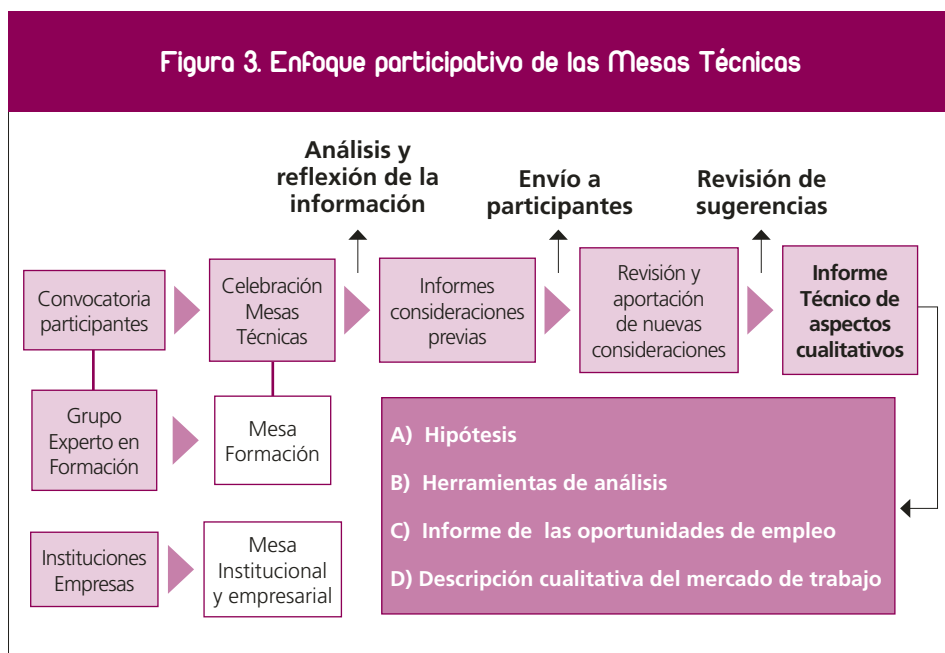 Figura 3. Enfoque participativo de las Mesas Técnicas
Análisis y
reflexión de la
información
Envío a
participantes
Revisión de
sugerencias
Convocatoria
participantes
Celebración
Mesas
Técnicas
Informes
consideraciones
previas
Revisión y
aportación
de nuevas
consideraciones
Informe
Técnico de
aspectos
cualitativos
Grupo
Experto en
Formación
Mesa
Formación
Instituciones
Empresas
Mesa
Institucional
y empresarial
A) Hipótesis
B) Herramientas de análisis
C) Informe de las oportunidades de empleo
D) Descripción cualitativa del mercado de trabajo